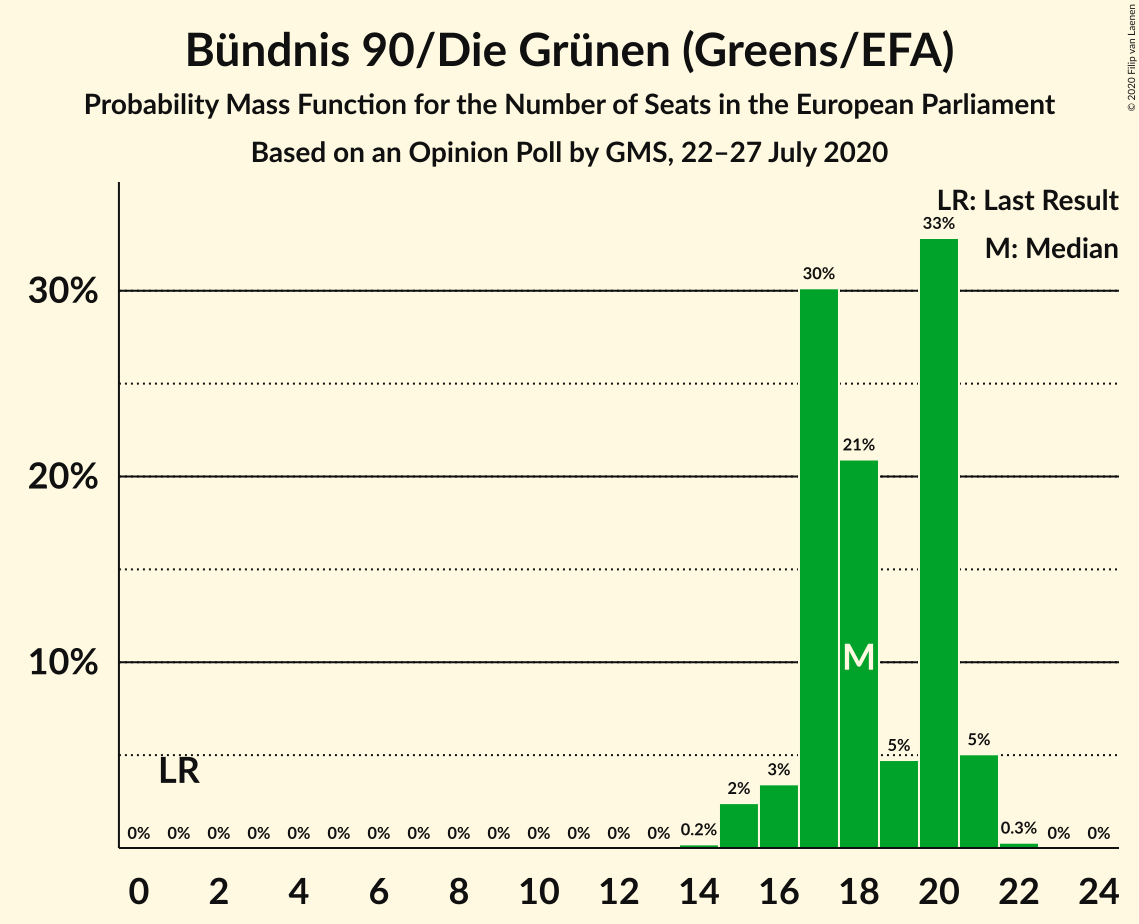 Bündnis 90/Die Grünen (Greens/EFA)
Probability Mass Function for the Number of Seats in the European Parliament
Based on an Opinion Poll by GMS, 22–27 July 2020
© 2020 Filip van Laenen
LR: Last Result
M: Median
33%
30%
30%
21%
20%
10%
M
LR
5%
5%
3%
2%
0% 0% 0% 0% 0% 0% 0% 0% 0% 0% 0% 0% 0% 0% 0.2% 0.3% 0% 0%
0 2 4 6 8 10 12 14 16 18 20 22 24